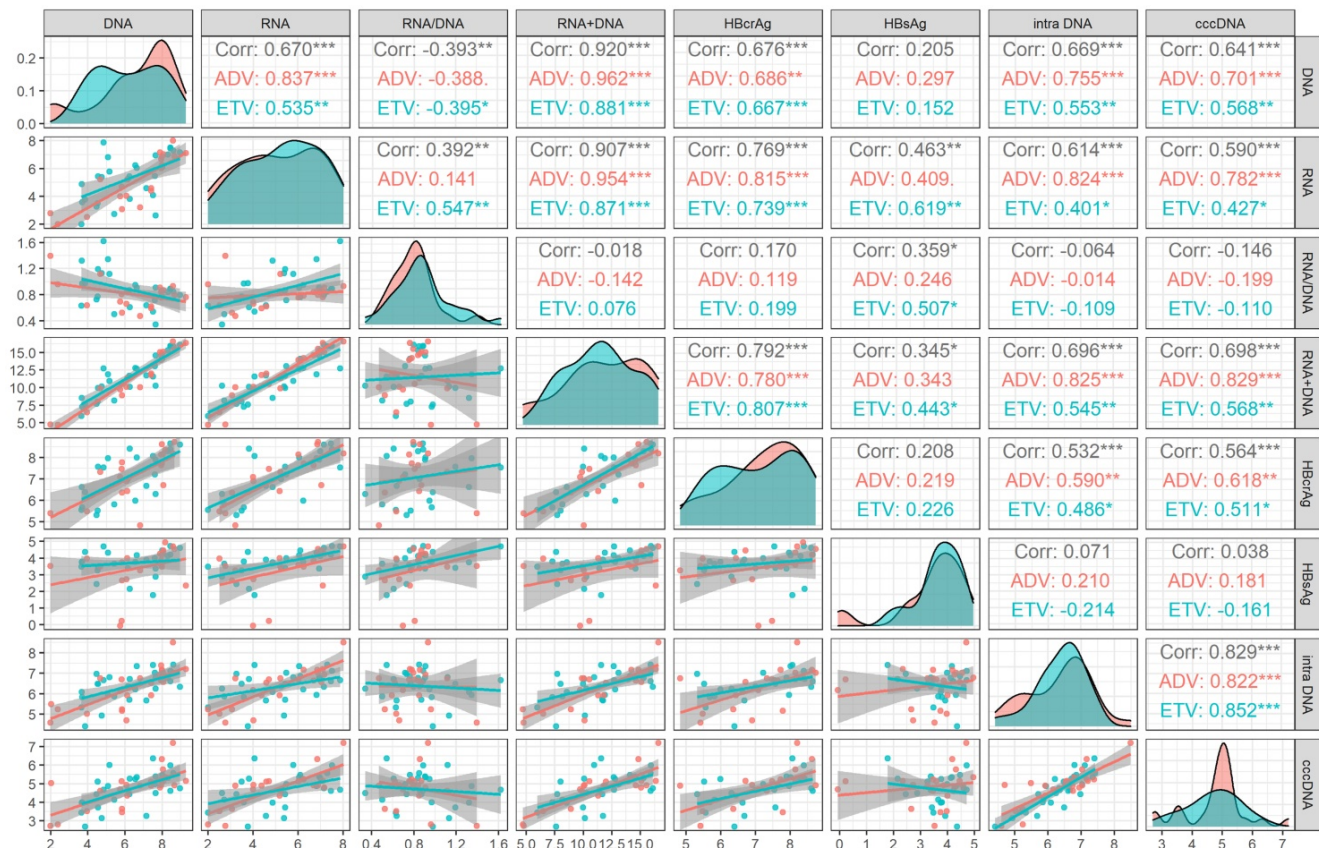 DNA RNA RNA/DNA RNA+DNA HBcrAg HBsAg intra DNA cccDNA
Corr: 0.670*** Corr: -0.393** Corr: 0.920*** Corr: 0.676*** Corr: 0.205 Corr: 0.669*** Corr: 0.641***
ADV: 0.837*** ADV: -0.388. ADV: 0.962*** ADV: 0.686** ADV: 0.297 ADV: 0.755*** ADV: 0.701***
ETV: 0.535** ETV: -0.395* ETV: 0.881*** ETV: 0.667*** ETV: 0.152 ETV: 0.553** ETV: 0.568**
0.2
0.1
0.0
DNA
Corr: 0.392** Corr: 0.907*** Corr: 0.769*** Corr: 0.463** Corr: 0.614*** Corr: 0.590***
ADV: 0.141 ADV: 0.954*** ADV: 0.815*** ADV: 0.409. ADV: 0.824*** ADV: 0.782***
ETV: 0.547** ETV: 0.871*** ETV: 0.739*** ETV: 0.619** ETV: 0.401* ETV: 0.427*
8
6
4
2
RNA
Corr: -0.018 Corr: 0.170 Corr: 0.359* Corr: -0.064 Corr: -0.146
ADV: -0.142 ADV: 0.119 ADV: 0.246 ADV: -0.014 ADV: -0.199
ETV: 0.076 ETV: 0.199 ETV: 0.507* ETV: -0.109 ETV: -0.110
1.6
1.2
0.8
0.4
RNA/DNA
Corr: 0.792*** Corr: 0.345* Corr: 0.696*** Corr: 0.698***
ADV: 0.780*** ADV: 0.343 ADV: 0.825*** ADV: 0.829***
ETV: 0.807*** ETV: 0.443* ETV: 0.545** ETV: 0.568**
15.0
12.5
10.0
7.5
5.0
RNA+DNA
Corr: 0.208 Corr: 0.532*** Corr: 0.564***
ADV: 0.219 ADV: 0.590** ADV: 0.618**
ETV: 0.226 ETV: 0.486* ETV: 0.511*
8
7
6
5
HBcrAg
Corr: 0.071 Corr: 0.038
ADV: 0.210 ADV: 0.181
ETV: -0.214 ETV: -0.161
5
4
3
2
1
0
HBsAg
Corr: 0.829***
ADV: 0.822***
ETV: 0.852***
8
7
6
5
intra DNA
7
6
5
4
3
cccDNA
2 4 6 8 2 4 6 8 0.4 0.8 1.2 1.6 5.0 7.5 10.0 12.5 15.0 5 6 7 8 0 1 2 3 4 5 5 6 7 8 3 4 5 6 7